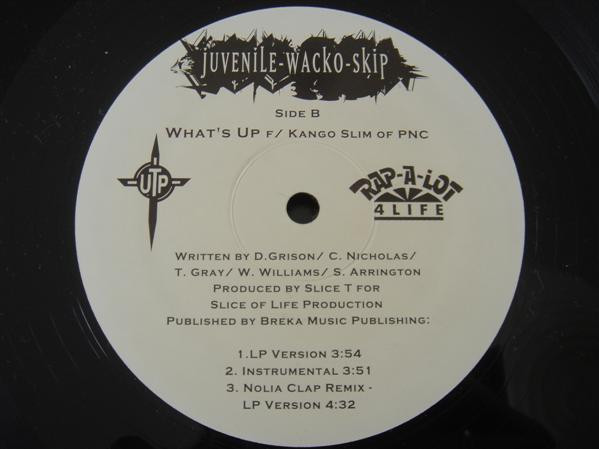 juvenile-wacko-skip
Side B
What's Up f/ Kango Slim of PNC
UTP
RAP-A-LOT
4 LIFE
Written by D.Grison/ C. Nicholas/
T. Gray/ W. Williams/ S. Arrington
Produced by Slice T for
Slice of Life Production
Published by Breka Music Publishing:
1.LP Version 3:54
2. Instrumental 3:51
3. Nolia Clap Remix -
LP Version 4:32